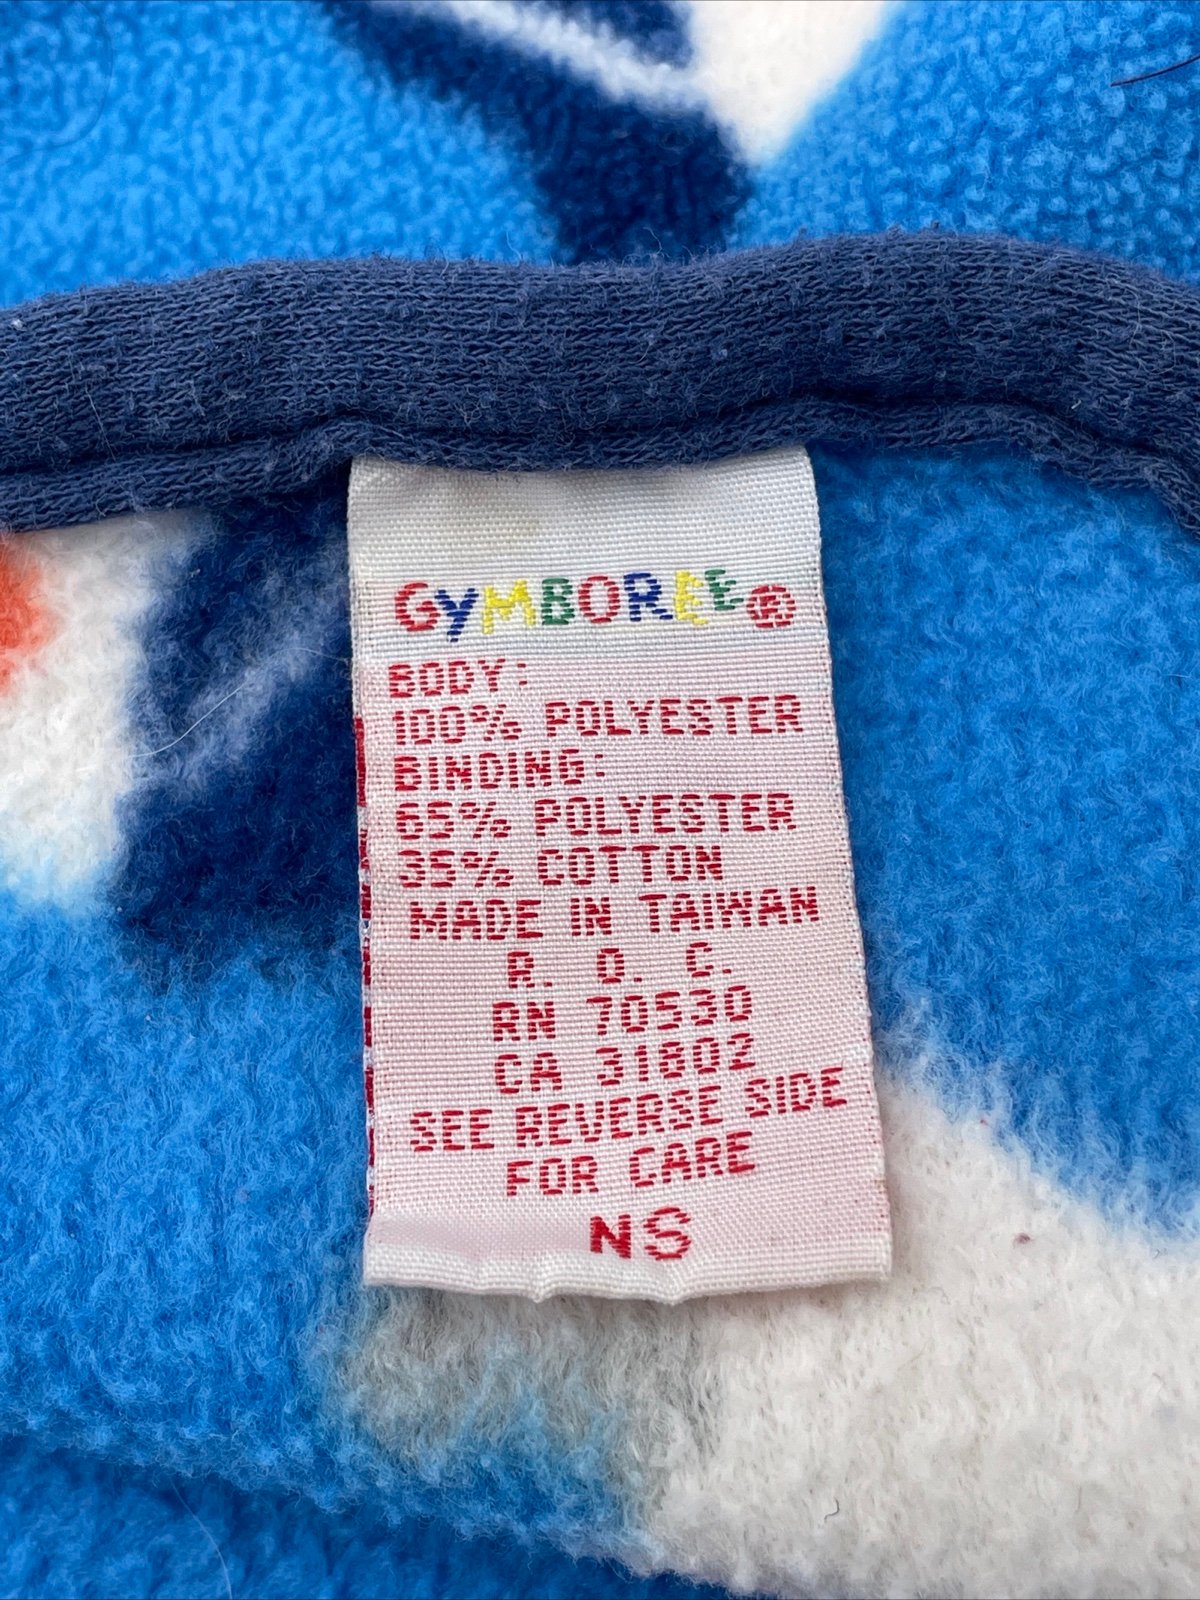 GYMBOREE®
BODY:
100% POLYESTER
BINDING:
65% POLYESTER
35% COTTON
MADE IN TAIWAN
R. O. C.
RN 70530
CA 31802
SEE REVERSE SIDE
FOR CARE
NS